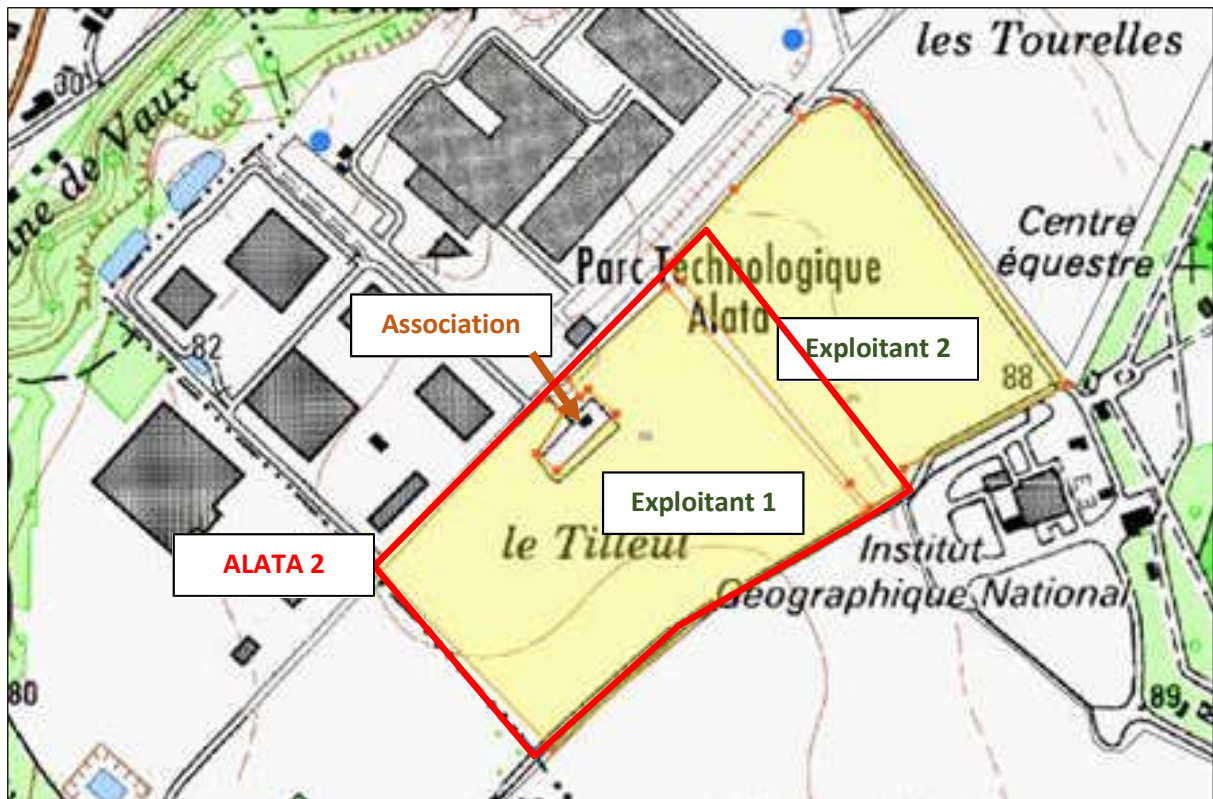 les Tourelles
ine de Vaux
Centre
équestre
Parc Technologique
Alata
Association
Exploitant 2
82
88
Exploitant 1
le Tilleul
ALATA 2
Institut
Géographique National
80
89